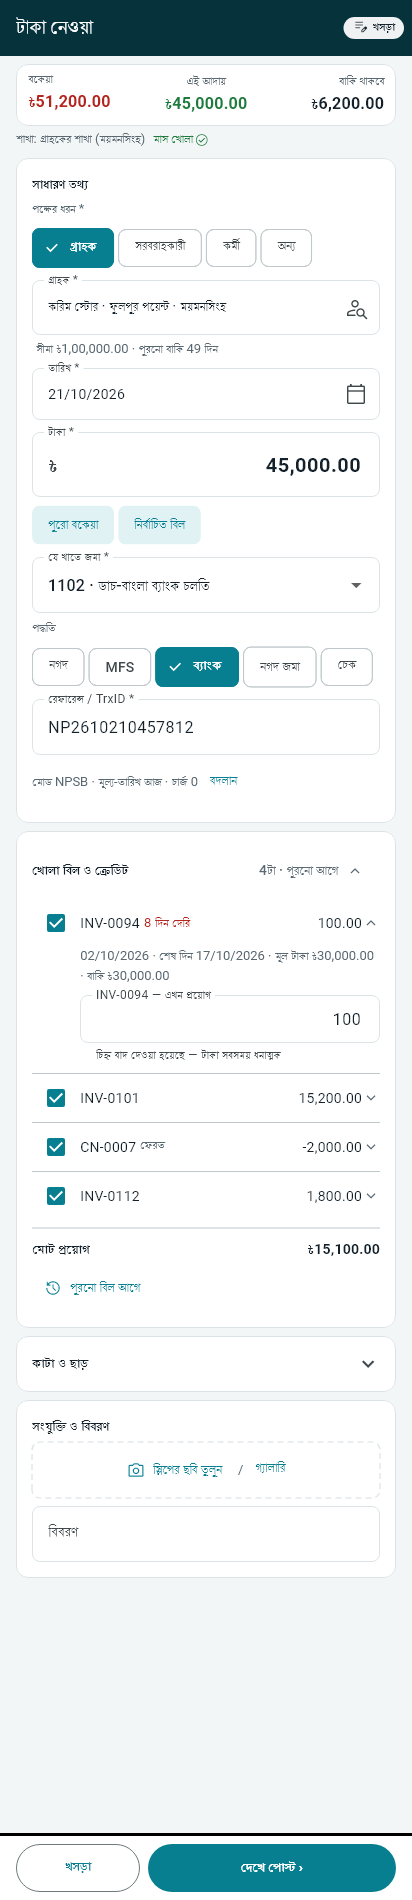 টাকা নেওয়া
খসড়া
বকেয়া
এই আদায়
বাকি থাকবে
৳51,200.00
৳45,000.00
৳6,200.00
শাখা: গ্রাহকের শাখা (ময়মনসিংহ) মাস খোলা
সাধারণ তথ্য
পক্ষের ধরন *
গ্রাহক
সরবরাহকারী
কর্মী
অন্য
গ্রাহক *
করিম স্টোর · ফুলপুর পয়েন্ট · ময়মনসিংহ
সীমা ৳1,00,000.00 · পুরনো বাকি 49 দিন
তারিখ *
21/10/2026
টাকা *
৳ 45,000.00
পুরো বকেয়া
নির্বাচিত বিল
যে খাতে জমা *
1102 · ডাচ-বাংলা ব্যাংক চলতি
পদ্ধতি
নগদ
MFS
ব্যাংক
নগদ জমা
চেক
রেফারেন্স / TrxID *
NP2610210457812
মোড NPSB · মূল্য-তারিখ আজ · চার্জ 0 বদলান
খোলা বিল ও ক্রেডিট
4টা · পুরনো আগে
INV-0094 8 দিন দেরি 100.00
02/10/2026 · শেষ দিন 17/10/2026 · মূল টাকা ৳30,000.00
· বাকি ৳30,000.00
INV-0094 — এখন প্রয়োগ
100
চিহ্ন বাদ দেওয়া হয়েছে — টাকা সবসময় ধনাত্মক
INV-0101 15,200.00
CN-0007 ফেরত -2,000.00
INV-0112 1,800.00
মোট প্রয়োগ ৳15,100.00
পুরনো বিল আগে
কাটা ও ছাড়
সংযুক্তি ও বিবরণ
স্লিপের ছবি তুলুন / গ্যালারি
বিবরণ
খসড়া
দেখে পোস্ট ›